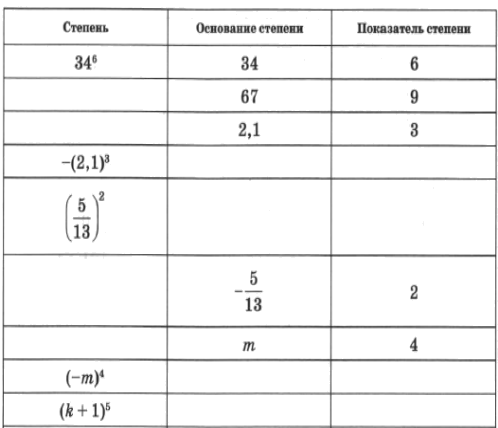 Степень Основание степени Показатель степени
34⁶ 34 6
67 9
2,1 3
−(2,1)³
(5/13)²
−5/13 2
m 4
(−m)⁴
(k + 1)⁵